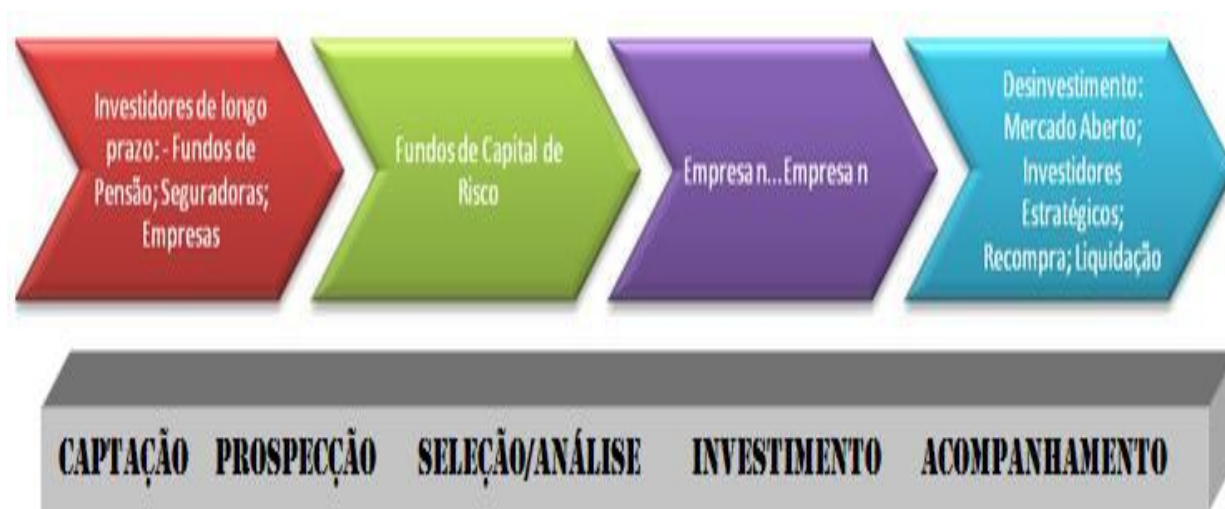 Investidores de longo
prazo: - Fundos de
Pensão; Seguradoras;
Empresas
Fundos de Capital de
Risco
Empresa n...Empresa n
Desinvestimento:
Mercado Aberto;
Investidores
Estratégicos;
Recompra; Liquidação
CAPTAÇÃO PROSPECÇÃO SELEÇÃO/ANÁLISE INVESTIMENTO ACOMPANHAMENTO